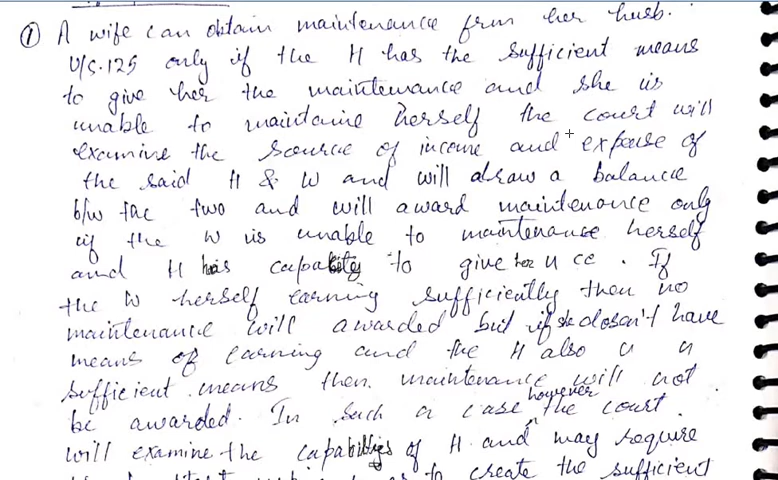 ① A wife can obtain maintenance from her husb.
U/S.125 only if the H has the sufficient means
to give her the maintenance and she is
unable to maintaine herself the court will
examine the source of income and expense of
the said H & W and will draw a balance
b/w the two and will award maintenance only
if the W is unable to maintenance herself
and H has capability to give her u ce . If
the W herself earning sufficiently then no
maintenance will awarded but if she doesn't have
means of earning and the H also u u
sufficient means then maintenance will not
be awarded. In such a case however the court
will examine the capabilities of H and may require
to create the sufficient